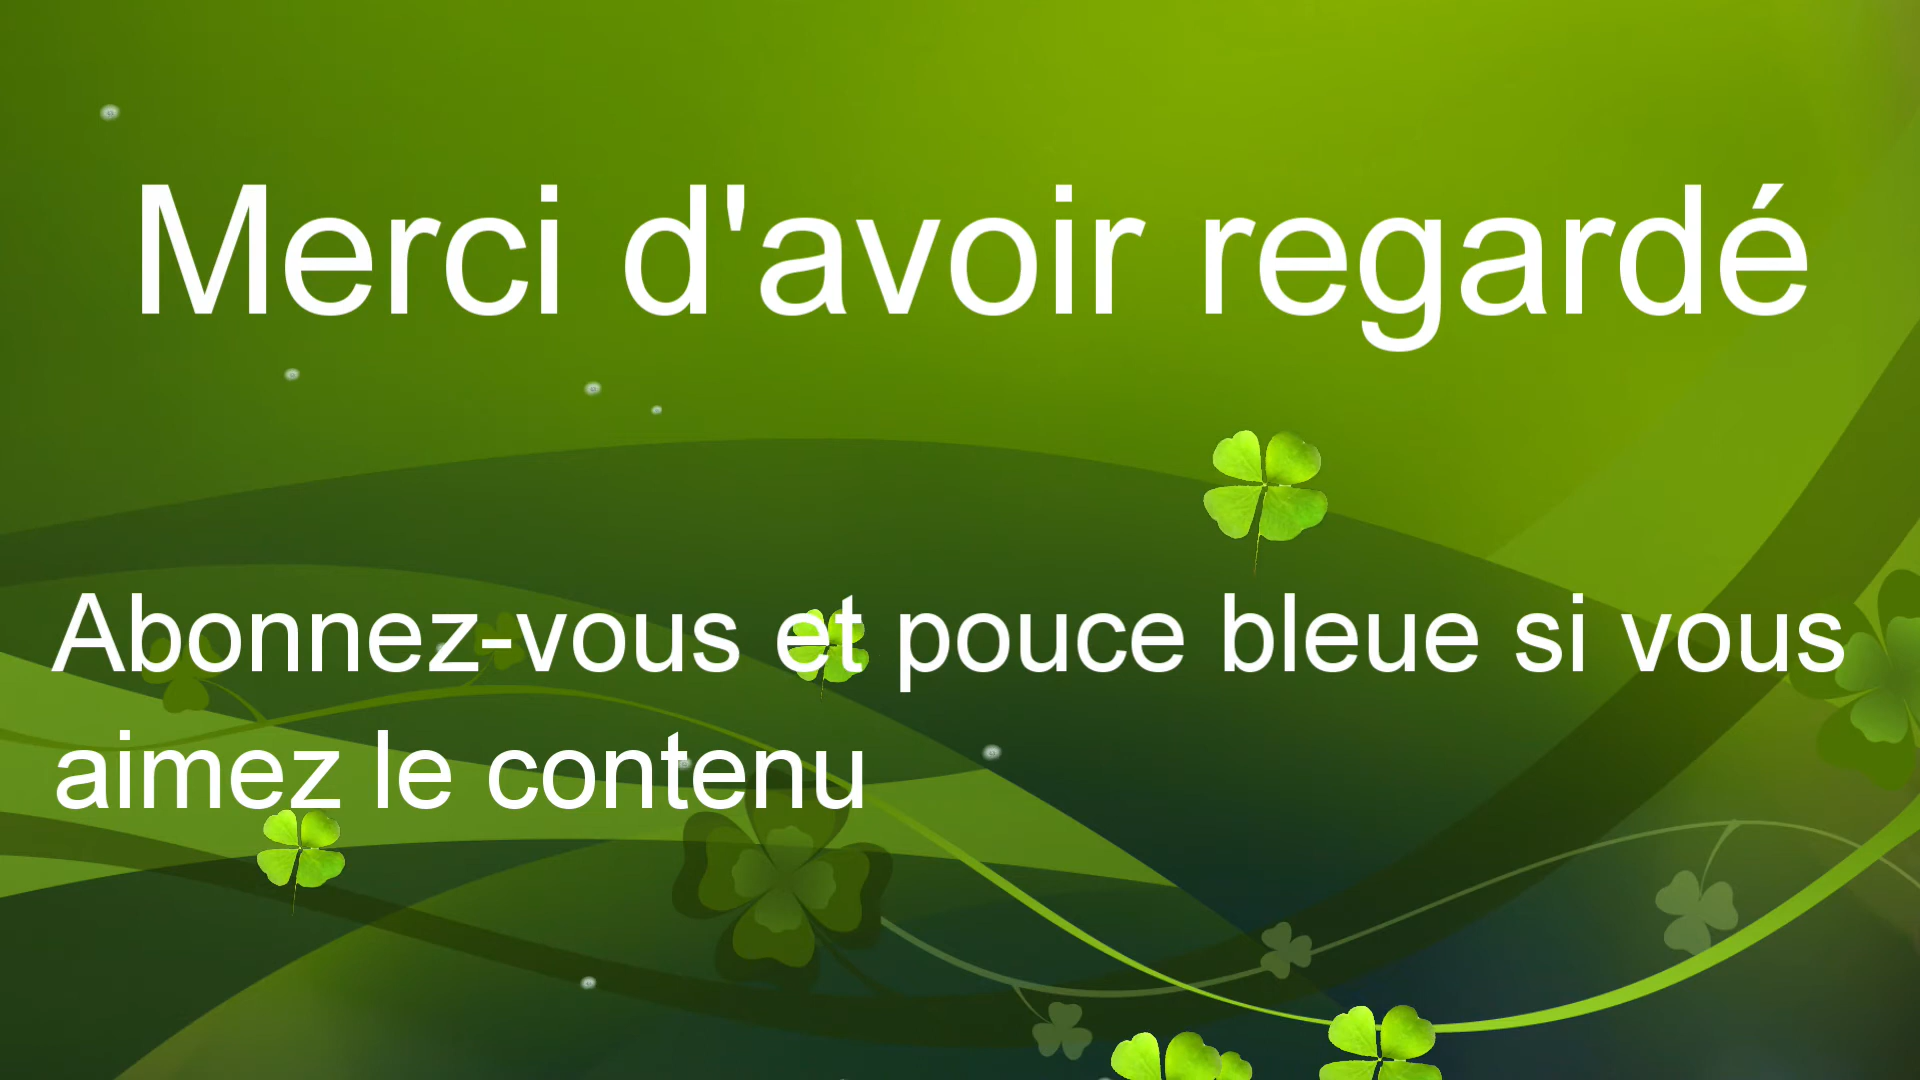 Merci d'avoir regardé
Abonnez-vous et pouce bleue si vous
aimez le contenu